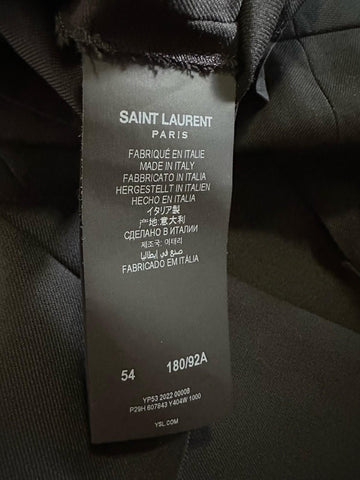 SAINT LAURENT
PARIS
FABRIQUÉ EN ITALIE
MADE IN ITALY
FABBRICATO IN ITALIA
HERGESTELLT IN ITALIEN
HECHO EN ITALIA
イタリア製
产地:意大利
СДЕЛАНО В ИТАЛИИ
제조국: 이태리
صنع في إيطاليا
FABRICADO EM ITÁLIA
54 180/92A
YP53 2022 00008
P29H 607843 Y404W 1000
YSL.COM